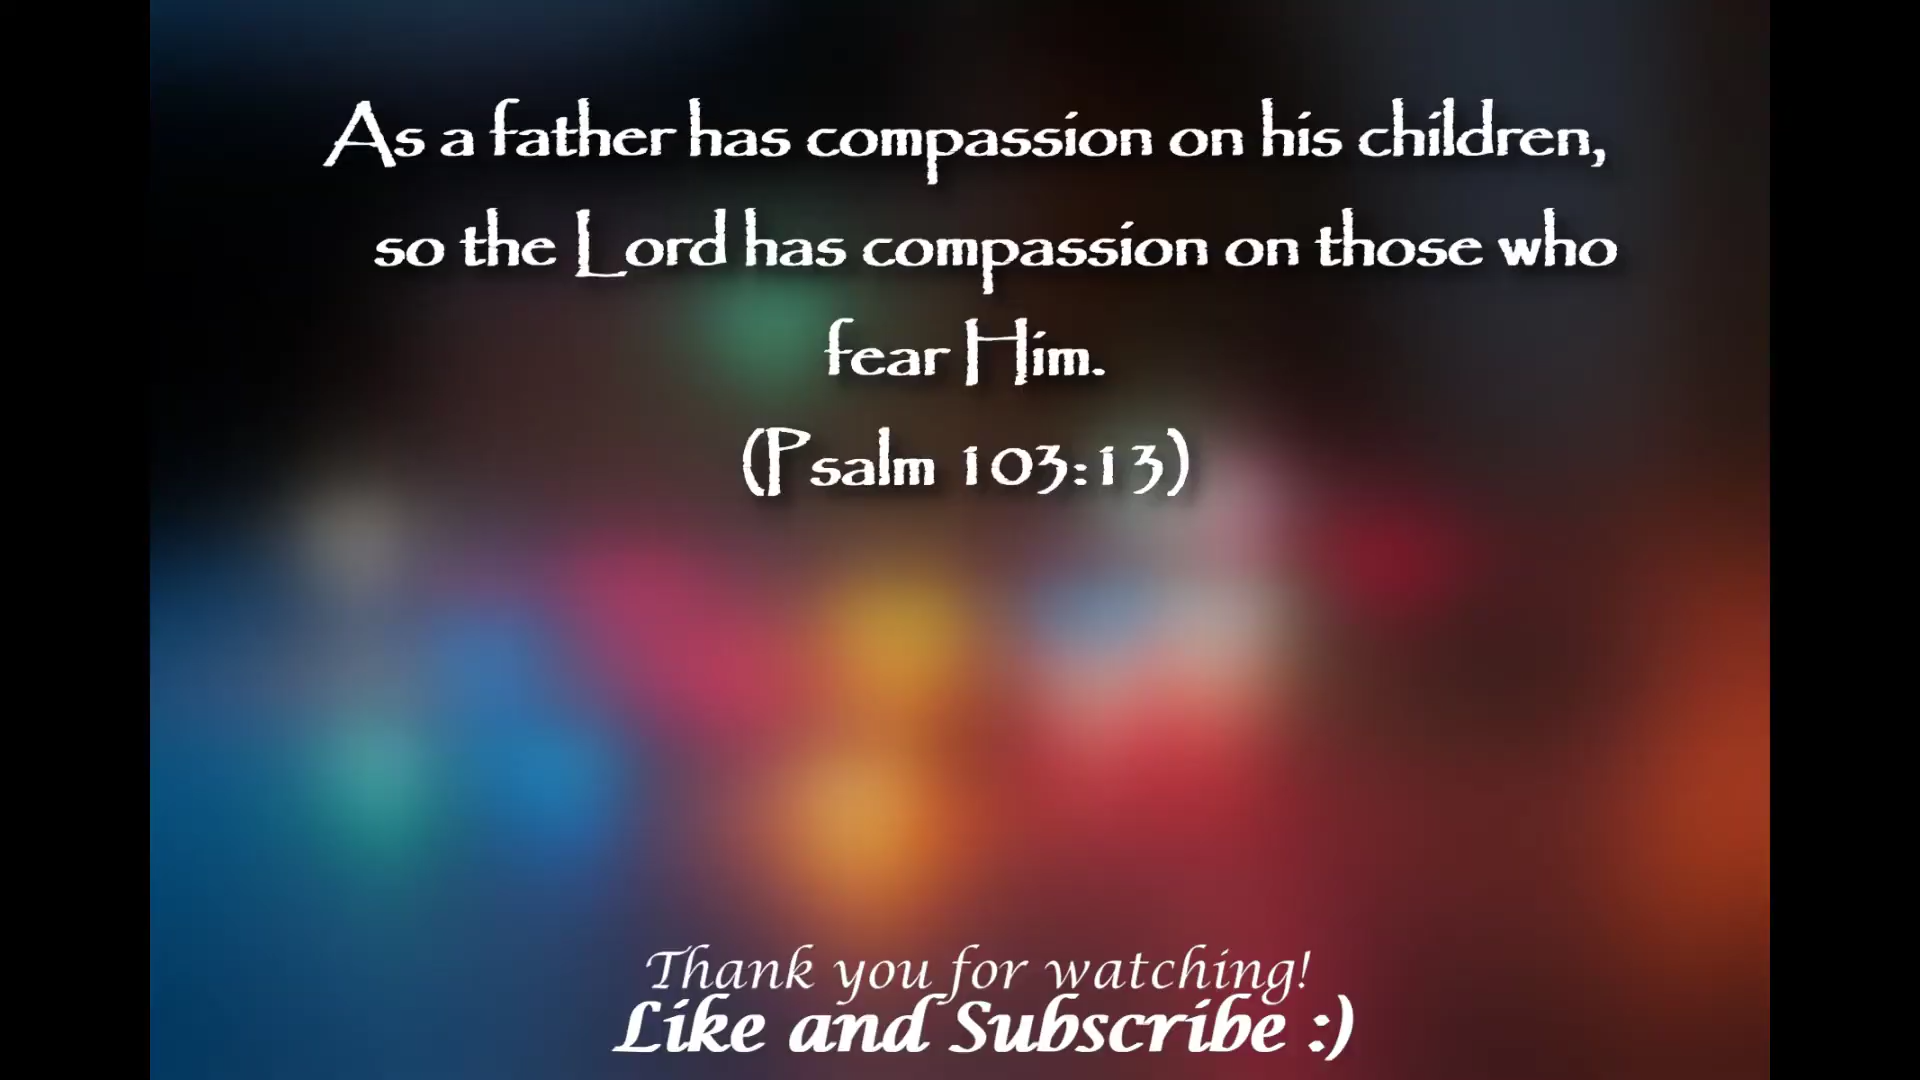 As a father has compassion on his children,
so the Lord has compassion on those who
fear Him.
(Psalm 103:13)
Thank you for watching!
Like and Subscribe :)